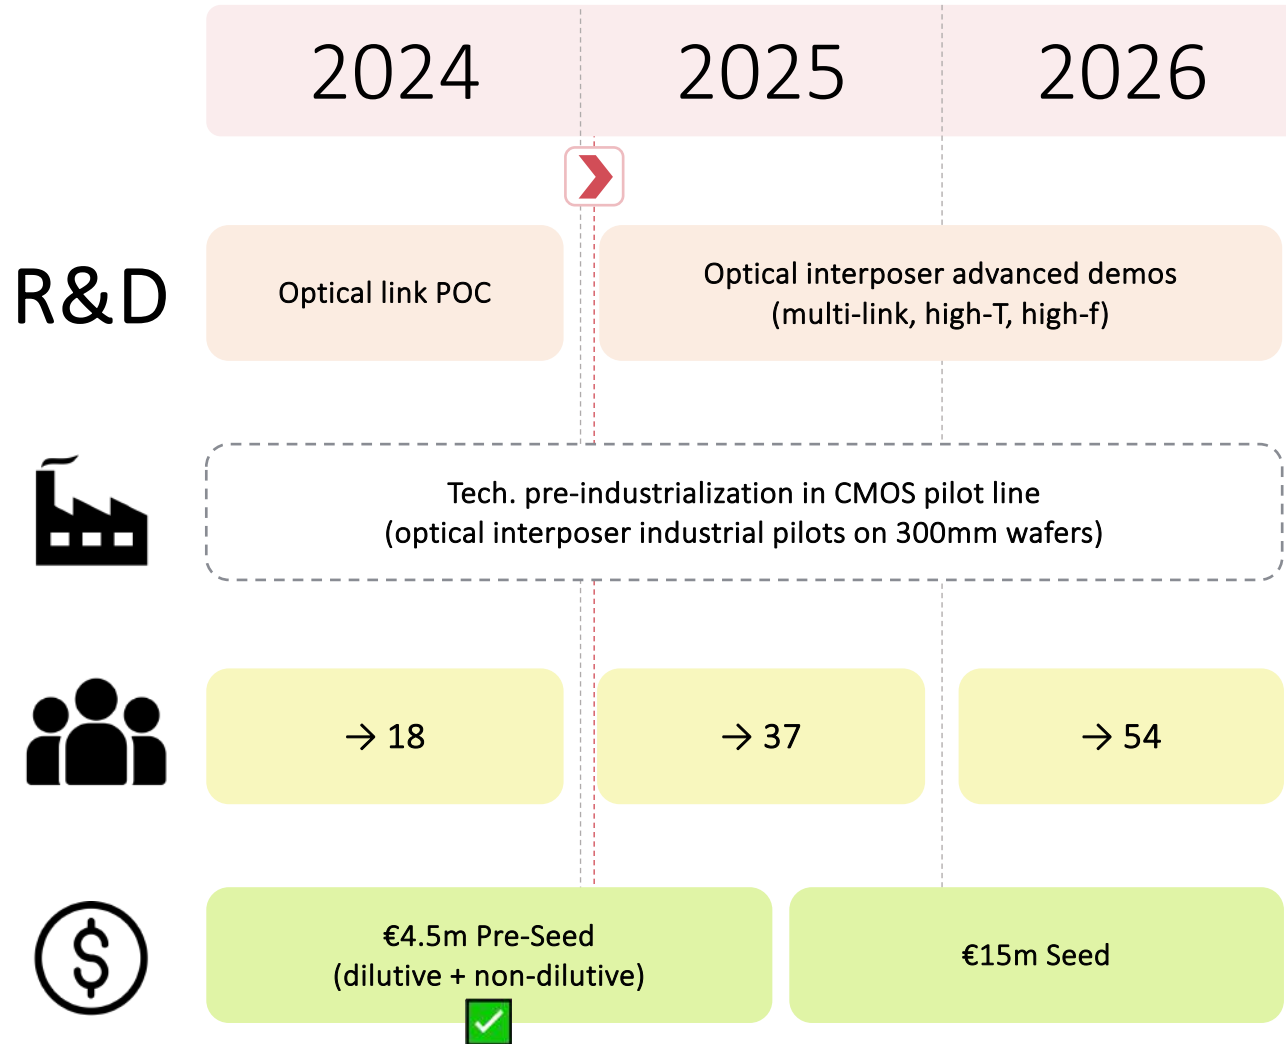 2024
2025
2026
R&D
Optical link POC
Optical interposer advanced demos
(multi-link, high-T, high-f)
Tech. pre-industrialization in CMOS pilot line
(optical interposer industrial pilots on 300mm wafers)
→ 18
→ 37
→ 54
€4.5m Pre-Seed
(dilutive + non-dilutive)
€15m Seed